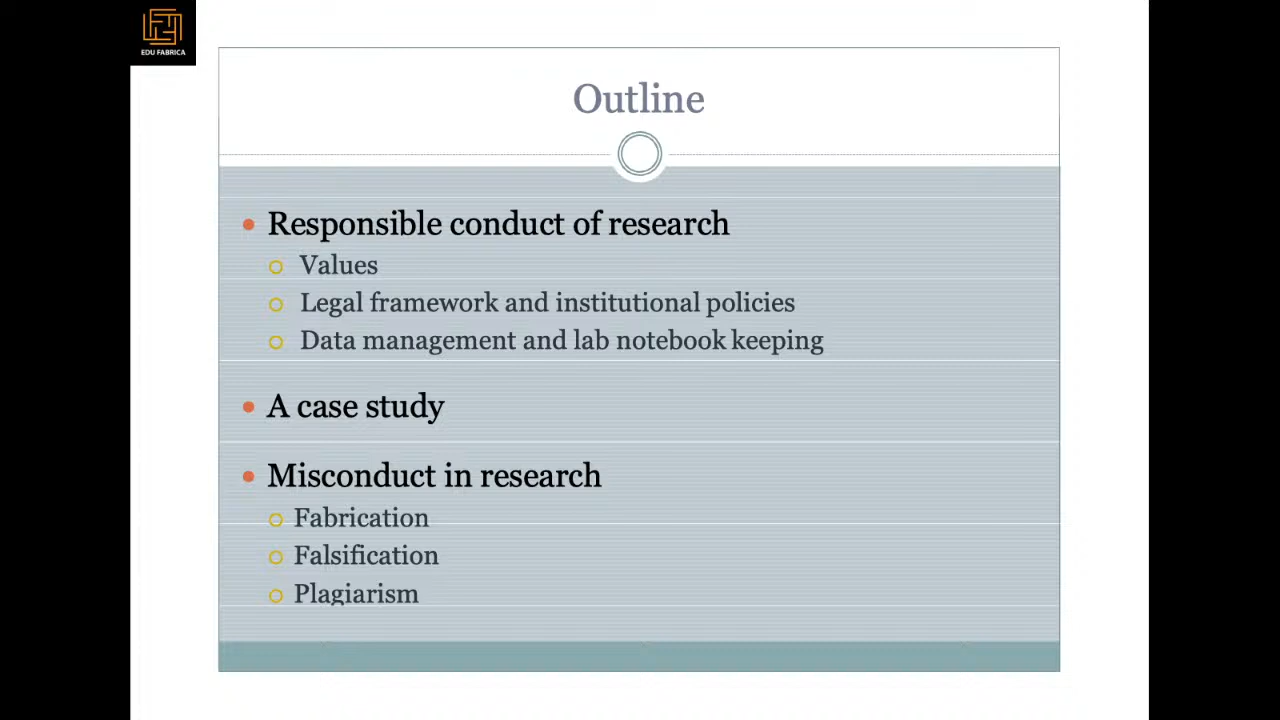 EDU FABRICA
Outline
Responsible conduct of research
Values
Legal framework and institutional policies
Data management and lab notebook keeping
A case study
Misconduct in research
Fabrication
Falsification
Plagiarism